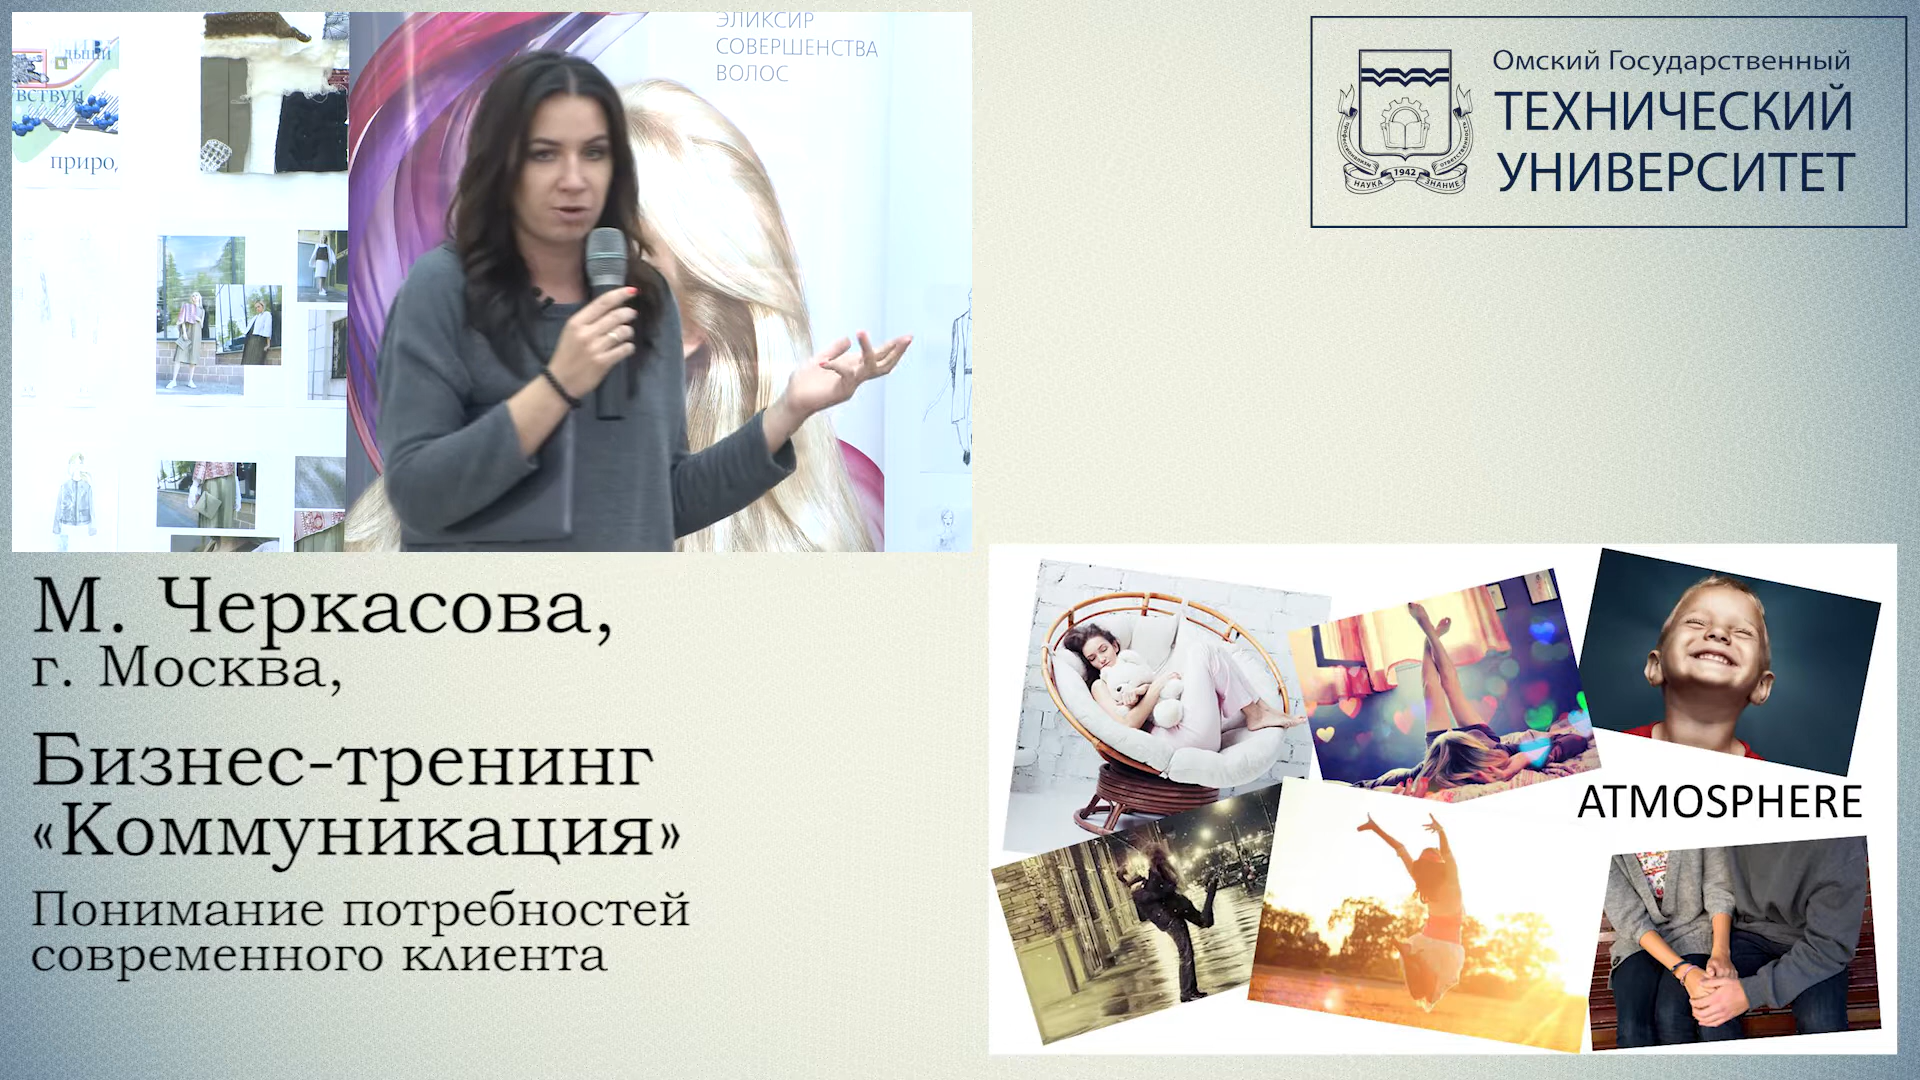 ЭЛИКСИР
СОВЕРШЕНСТВА
ВОЛОС
вствуй
Омский Государственный
ТЕХНИЧЕСКИЙ
УНИВЕРСИТЕТ
НАУКА 1942 ЗНАНИЕ
М. Черкасова,
г. Москва,
Бизнес-тренинг
«Коммуникация»
Понимание потребностей
современного клиента
ATMOSPHERE